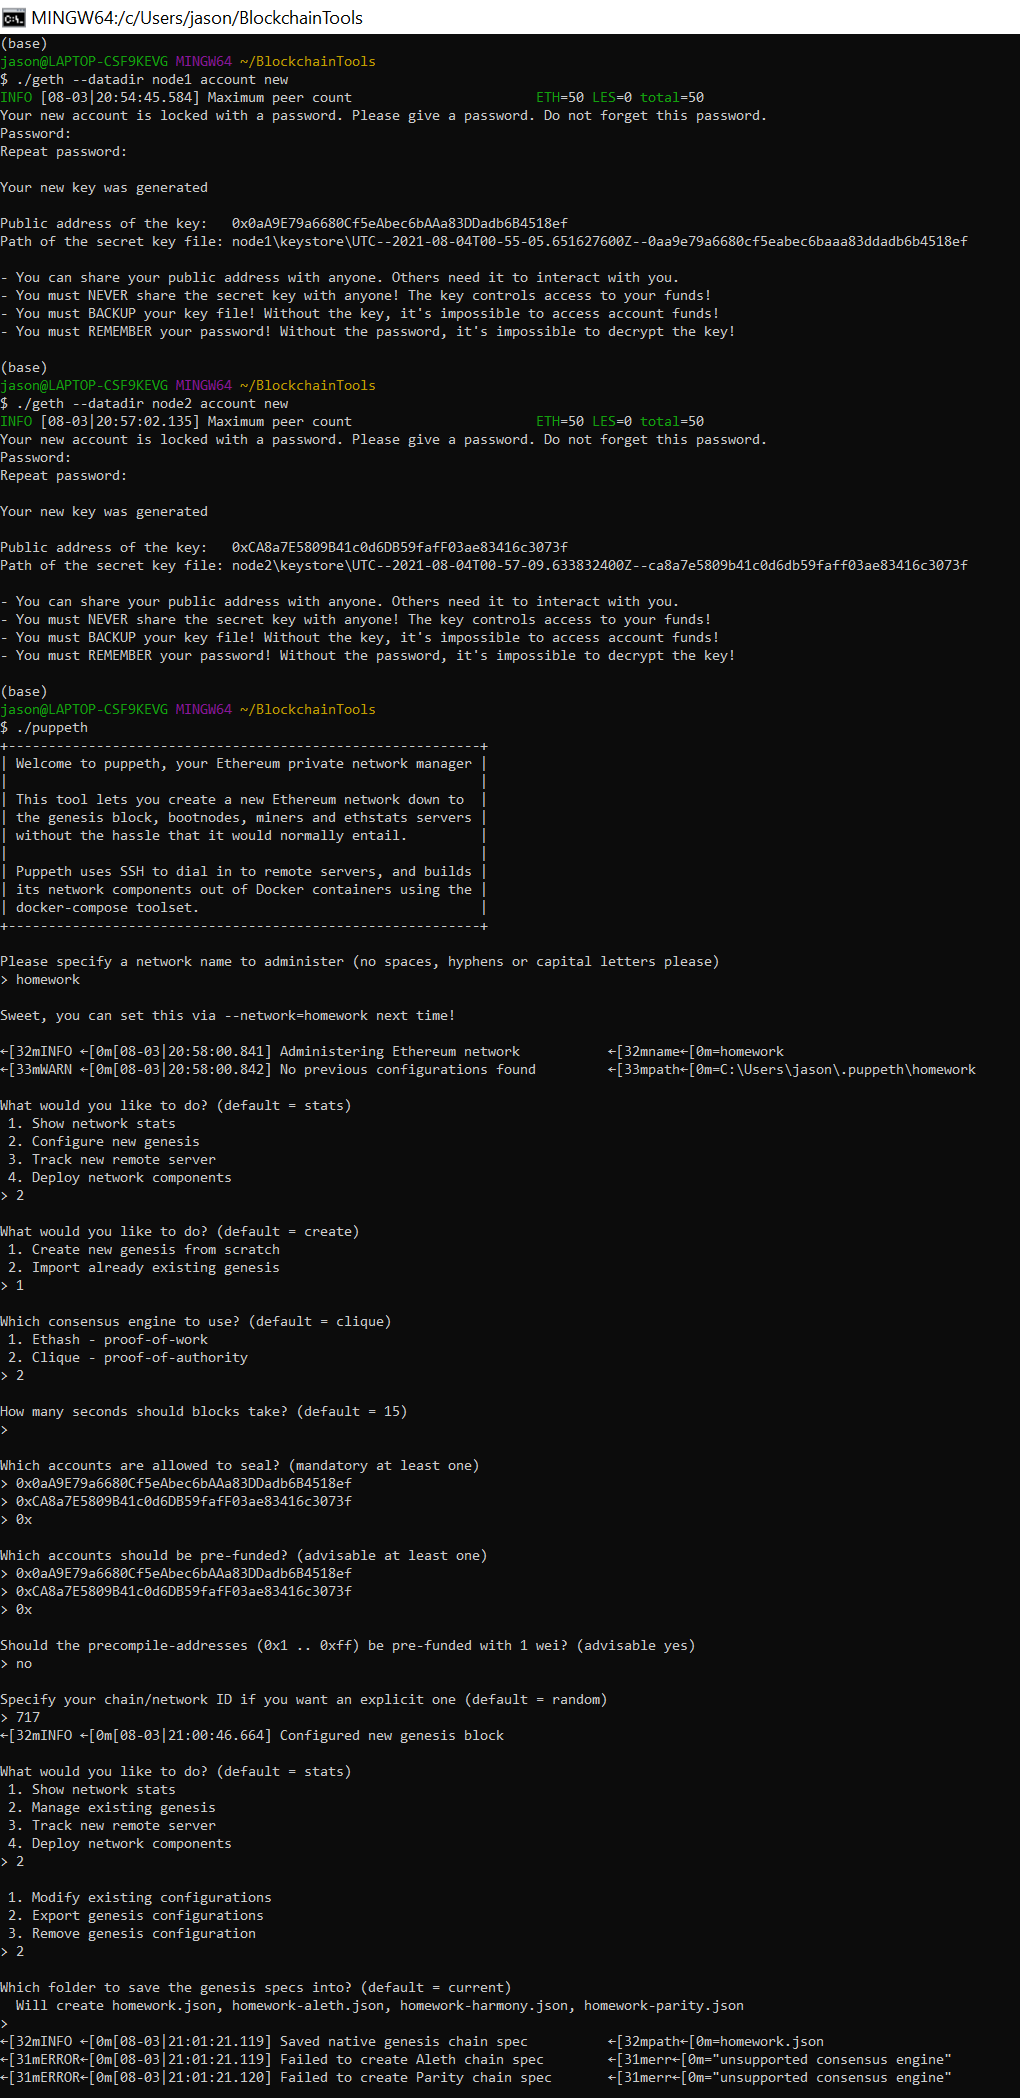 MINGW64:/c/Users/jason/BlockchainTools
(base)
jason@LAPTOP-CSF9KEVG MINGW64 ~/BlockchainTools
$ ./geth --datadir node1 account new
INFO [08-03|20:54:45.584] Maximum peer count                       ETH=50 LES=0 total=50
Your new account is locked with a password. Please give a password. Do not forget this password.
Password:
Repeat password:

Your new key was generated

Public address of the key:   0x0aA9E79a6680Cf5eAbec6bAAa83DDadb6B4518ef
Path of the secret key file: node1\keystore\UTC--2021-08-04T00-55-05.651627600Z--0aa9e79a6680cf5eabec6baaa83ddadb6b4518ef

- You can share your public address with anyone. Others need it to interact with you.
- You must NEVER share the secret key with anyone! The key controls access to your funds!
- You must BACKUP your key file! Without the key, it's impossible to access account funds!
- You must REMEMBER your password! Without the password, it's impossible to decrypt the key!

(base)
jason@LAPTOP-CSF9KEVG MINGW64 ~/BlockchainTools
$ ./geth --datadir node2 account new
INFO [08-03|20:57:02.135] Maximum peer count                       ETH=50 LES=0 total=50
Your new account is locked with a password. Please give a password. Do not forget this password.
Password:
Repeat password:

Your new key was generated

Public address of the key:   0xCA8a7E5809B41c0d6DB59fafF03ae83416c3073f
Path of the secret key file: node2\keystore\UTC--2021-08-04T00-57-09.633832400Z--ca8a7e5809b41c0d6db59faff03ae83416c3073f

- You can share your public address with anyone. Others need it to interact with you.
- You must NEVER share the secret key with anyone! The key controls access to your funds!
- You must BACKUP your key file! Without the key, it's impossible to access account funds!
- You must REMEMBER your password! Without the password, it's impossible to decrypt the key!

(base)
jason@LAPTOP-CSF9KEVG MINGW64 ~/BlockchainTools
$ ./puppeth
+-----------------------------------------------------------+
| Welcome to puppeth, your Ethereum private network manager |
|                                                           |
| This tool lets you create a new Ethereum network down to  |
| the genesis block, bootnodes, miners and ethstats servers |
| without the hassle that it would normally entail.         |
|                                                           |
| Puppeth uses SSH to dial in to remote servers, and builds |
| its network components out of Docker containers using the |
| docker-compose toolset.                                   |
+-----------------------------------------------------------+

Please specify a network name to administer (no spaces, hyphens or capital letters please)
> homework

Sweet, you can set this via --network=homework next time!

←[32mINFO ←[0m[08-03|20:58:00.841] Administering Ethereum network           ←[32mname←[0m=homework
←[33mWARN ←[0m[08-03|20:58:00.842] No previous configurations found         ←[33mpath←[0m=C:\Users\jason\.puppeth\homework

What would you like to do? (default = stats)
 1. Show network stats
 2. Configure new genesis
 3. Track new remote server
 4. Deploy network components
> 2

What would you like to do? (default = create)
 1. Create new genesis from scratch
 2. Import already existing genesis
> 1

Which consensus engine to use? (default = clique)
 1. Ethash - proof-of-work
 2. Clique - proof-of-authority
> 2

How many seconds should blocks take? (default = 15)
>

Which accounts are allowed to seal? (mandatory at least one)
> 0x0aA9E79a6680Cf5eAbec6bAAa83DDadb6B4518ef
> 0xCA8a7E5809B41c0d6DB59fafF03ae83416c3073f
> 0x

Which accounts should be pre-funded? (advisable at least one)
> 0x0aA9E79a6680Cf5eAbec6bAAa83DDadb6B4518ef
> 0xCA8a7E5809B41c0d6DB59fafF03ae83416c3073f
> 0x

Should the precompile-addresses (0x1 .. 0xff) be pre-funded with 1 wei? (advisable yes)
> no

Specify your chain/network ID if you want an explicit one (default = random)
> 717
←[32mINFO ←[0m[08-03|21:00:46.664] Configured new genesis block

What would you like to do? (default = stats)
 1. Show network stats
 2. Manage existing genesis
 3. Track new remote server
 4. Deploy network components
> 2

 1. Modify existing configurations
 2. Export genesis configurations
 3. Remove genesis configuration
> 2

Which folder to save the genesis specs into? (default = current)
  Will create homework.json, homework-aleth.json, homework-harmony.json, homework-parity.json
>
←[32mINFO ←[0m[08-03|21:01:21.119] Saved native genesis chain spec          ←[32mpath←[0m=homework.json
←[31mERROR←[0m[08-03|21:01:21.119] Failed to create Aleth chain spec        ←[31merr←[0m="unsupported consensus engine"
←[31mERROR←[0m[08-03|21:01:21.120] Failed to create Parity chain spec       ←[31merr←[0m="unsupported consensus engine"